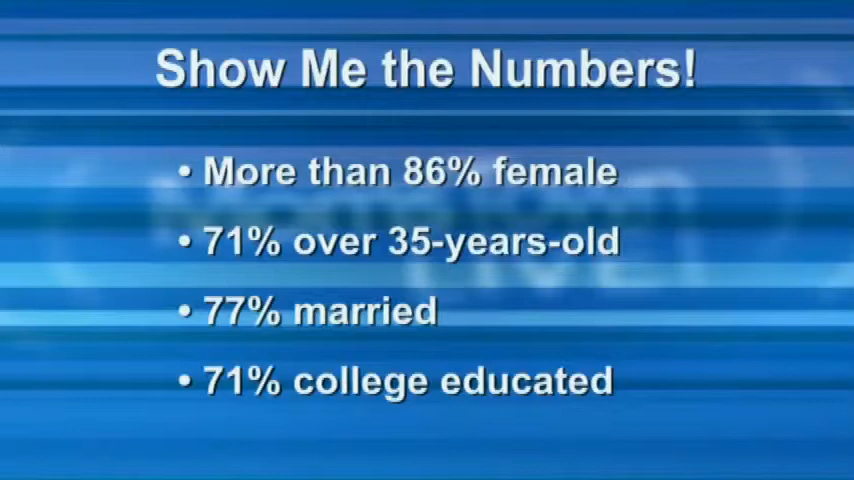 Show Me the Numbers!
• More than 86% female
• 71% over 35-years-old
• 77% married
• 71% college educated